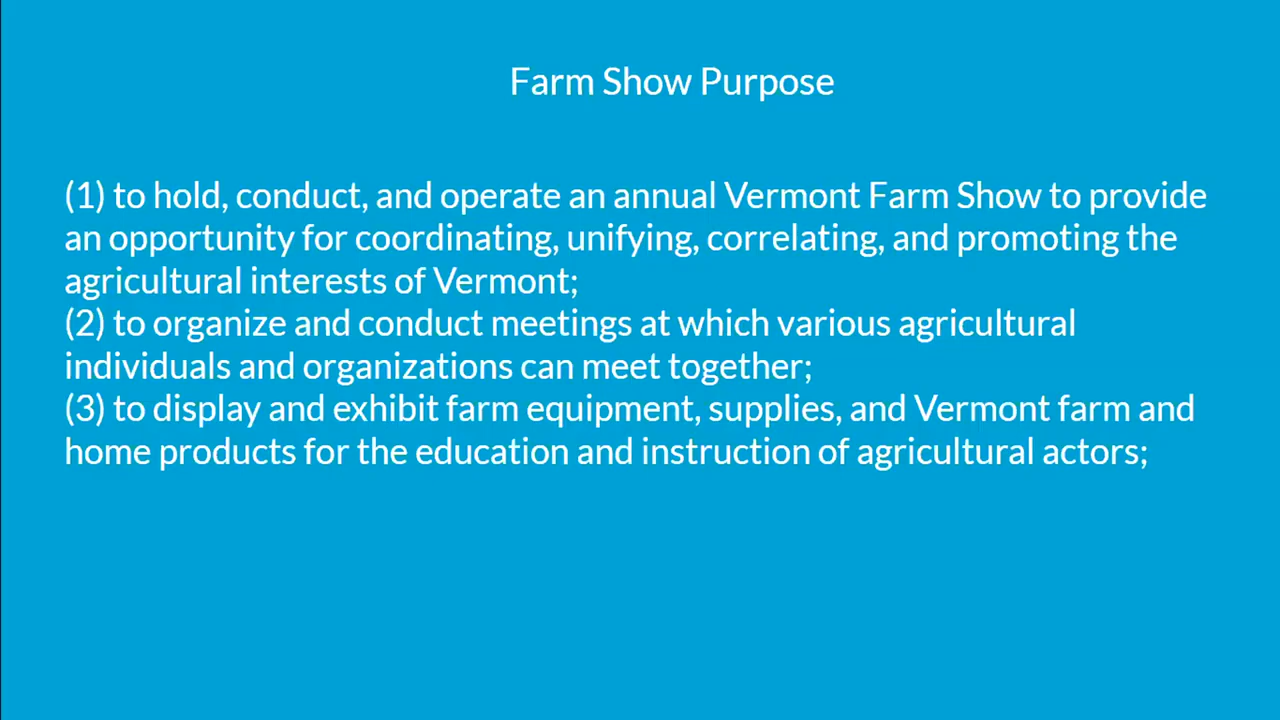 Farm Show Purpose
(1) to hold, conduct, and operate an annual Vermont Farm Show to provide
an opportunity for coordinating, unifying, correlating, and promoting the
agricultural interests of Vermont;
(2) to organize and conduct meetings at which various agricultural
individuals and organizations can meet together;
(3) to display and exhibit farm equipment, supplies, and Vermont farm and
home products for the education and instruction of agricultural actors;